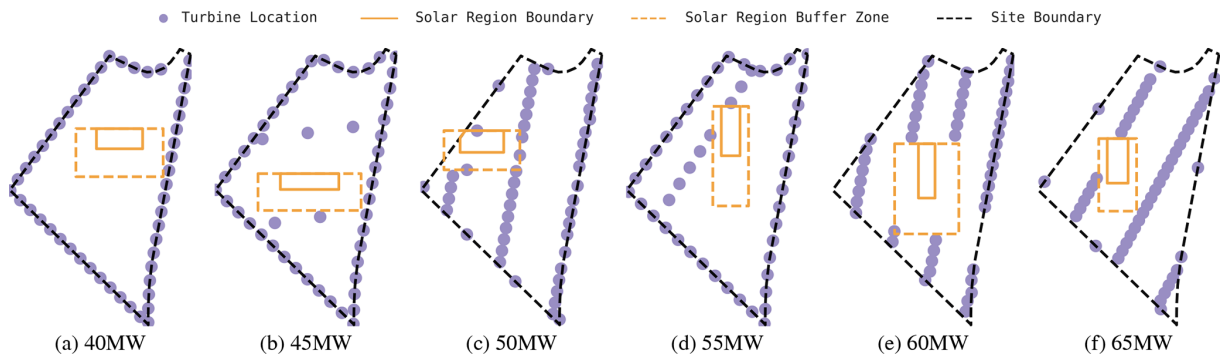 Turbine Location Solar Region Boundary Solar Region Buffer Zone Site Boundary
(a) 40MW (b) 45MW (c) 50MW (d) 55MW (e) 60MW (f) 65MW